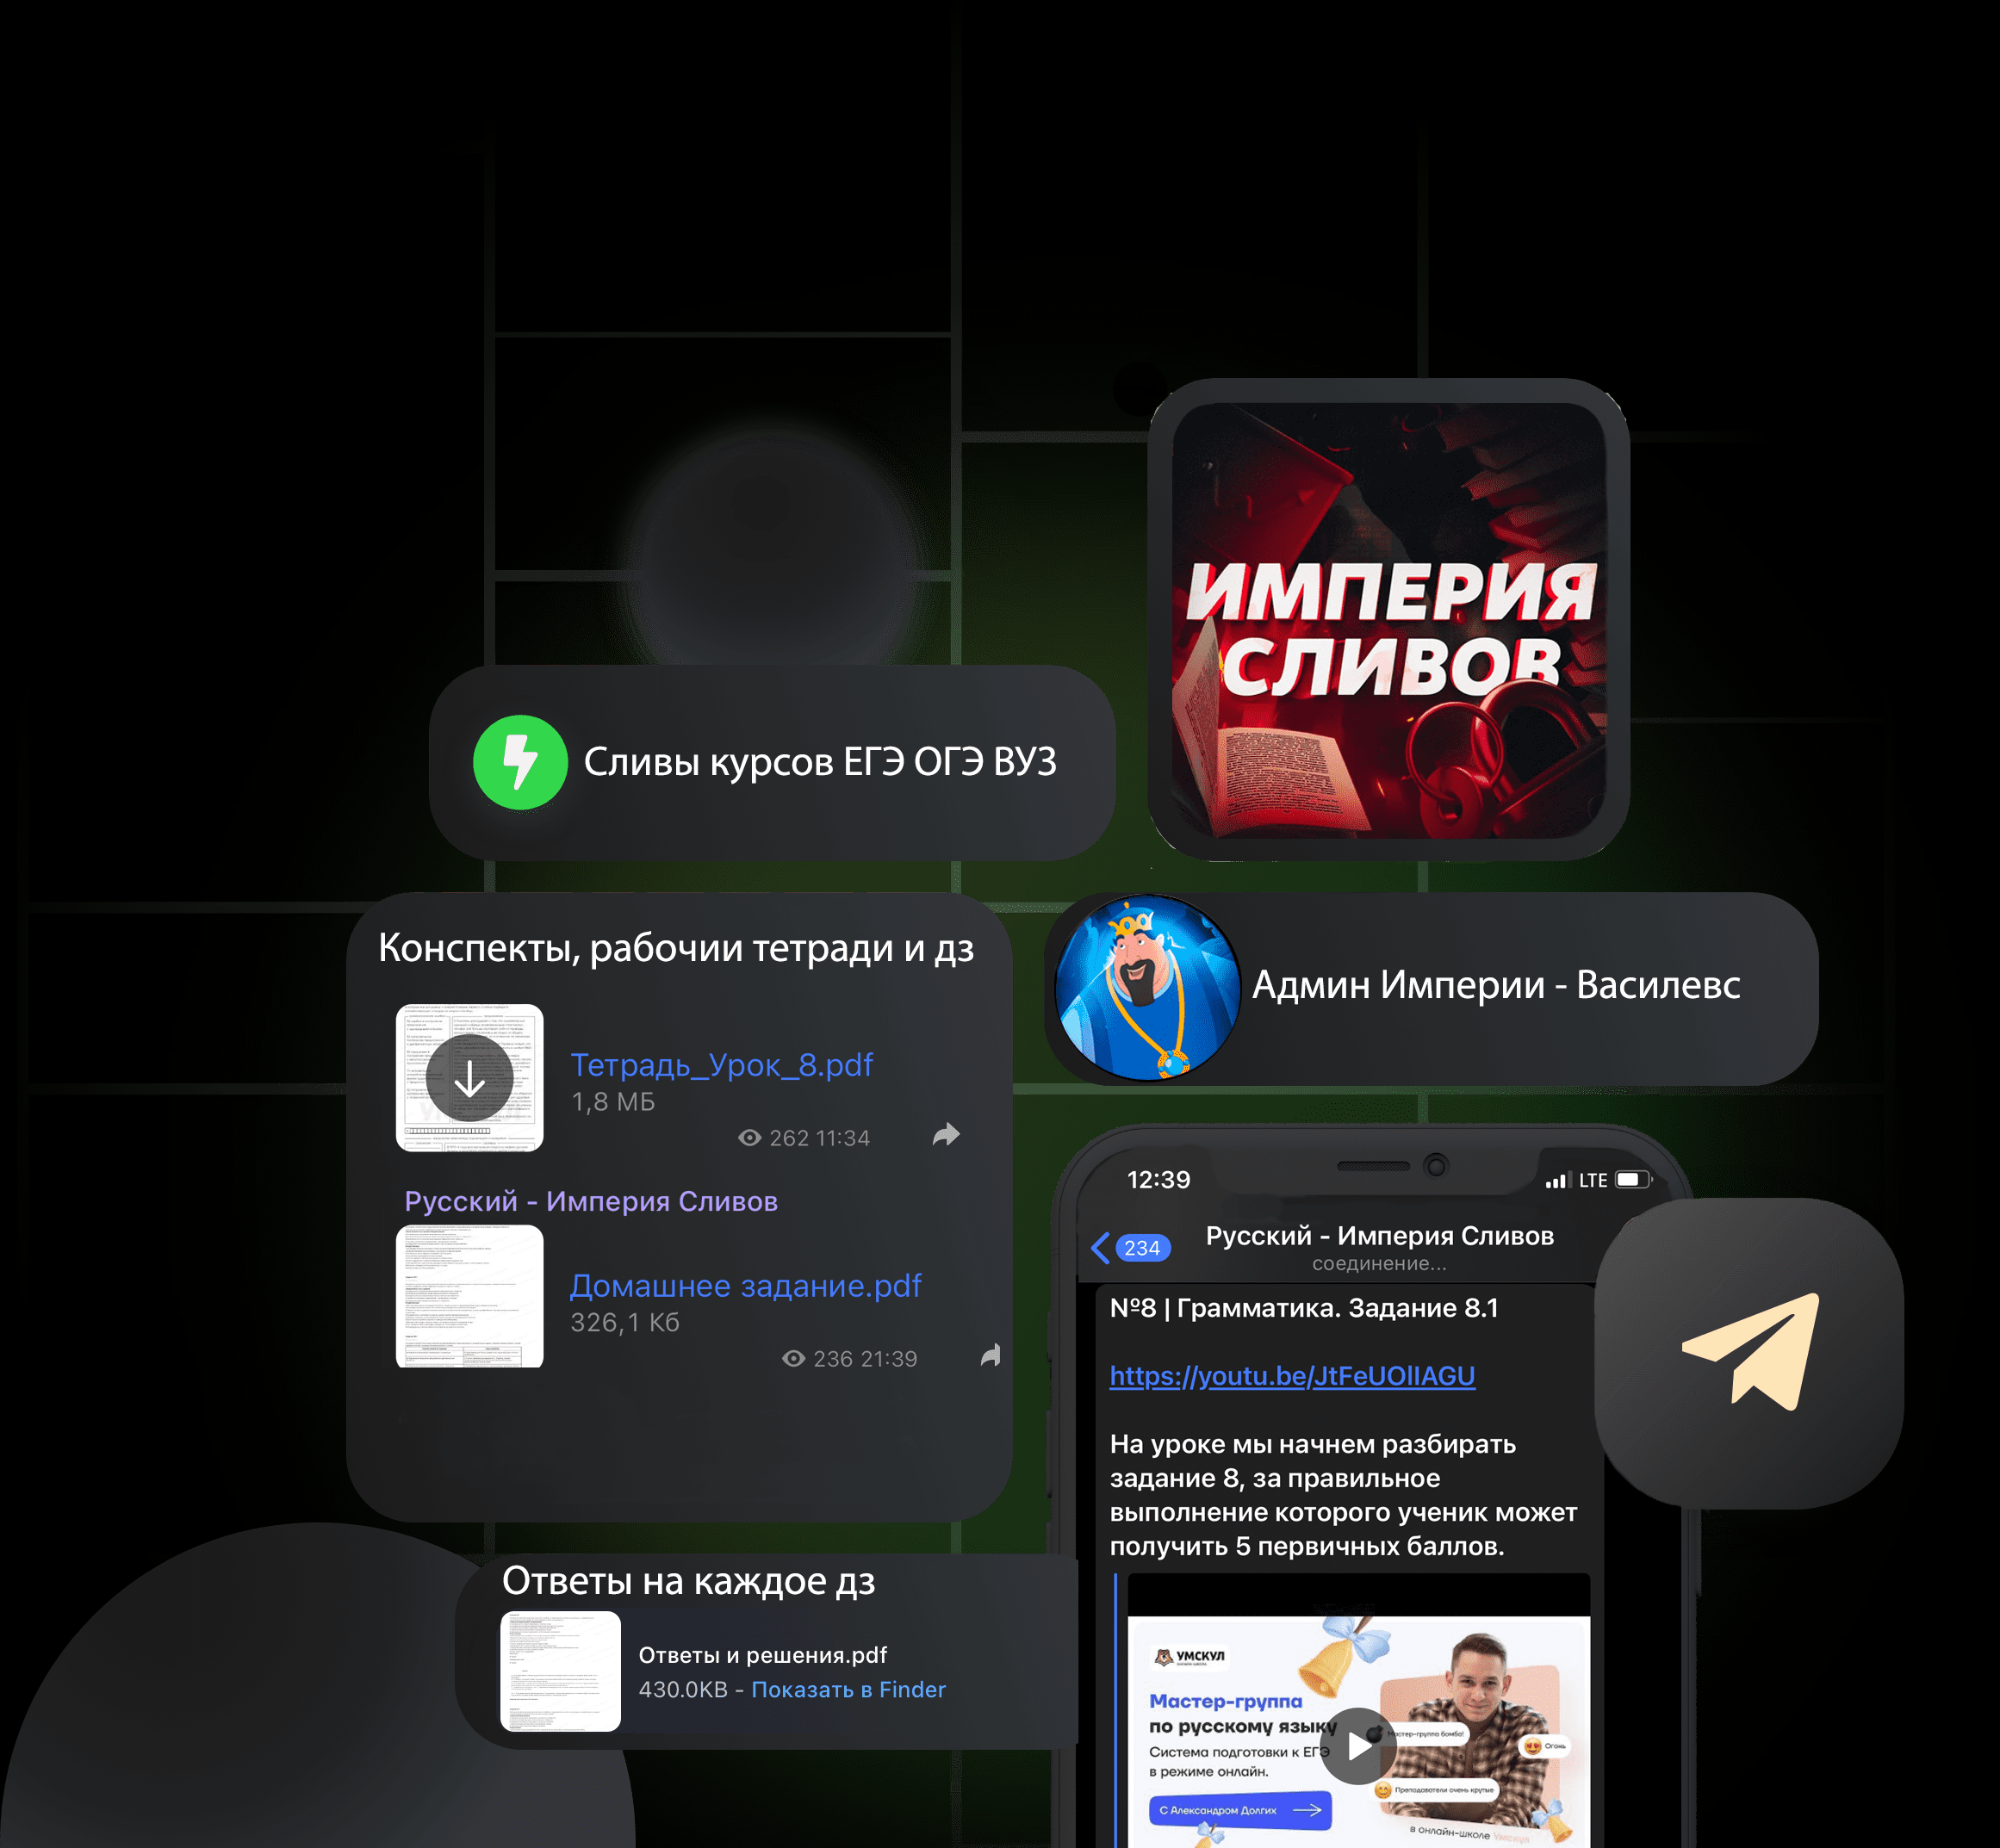 ИМПЕРИЯ
СЛИВОВ
Сливы курсов ЕГЭ ОГЭ ВУЗ
Конспекты, рабочии тетради и дз
Тетрадь_Урок_8.pdf
1,8 МБ
262 11:34
Русский - Империя Сливов
Домашнее задание.pdf
326,1 Кб
236 21:39
Админ Империи - Василевс
Ответы на каждое дз
Ответы и решения.pdf
430.0KB - Показать в Finder
12:39
LTE
234
Русский - Империя Сливов
соединение...
№8 | Грамматика. Задание 8.1
https://youtu.be/JtFeUOlIAGU
На уроке мы начнем разбирать
задание 8, за правильное
выполнение которого ученик может
получить 5 первичных баллов.
УМСКУЛ
Мастер-группа
по русскому языку
Система подготовки к ЕГЭ
в режиме онлайн.
С Александром Долгих
Мастер-группа бомба!
Огонь
Преподаватели очень крутые
в онлайн-школе Умскул